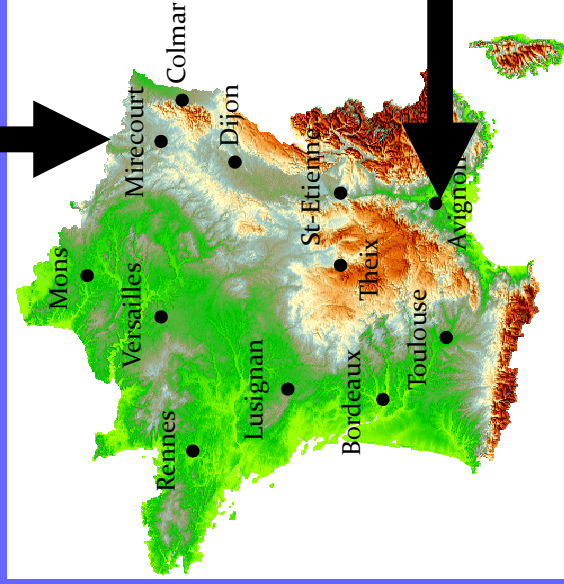 Colmar
Mirecourt
Dijon
St-Etienne
Avignon
Mons
Versailles
Theix
Toulouse
Lusignan
Bordeaux
Rennes